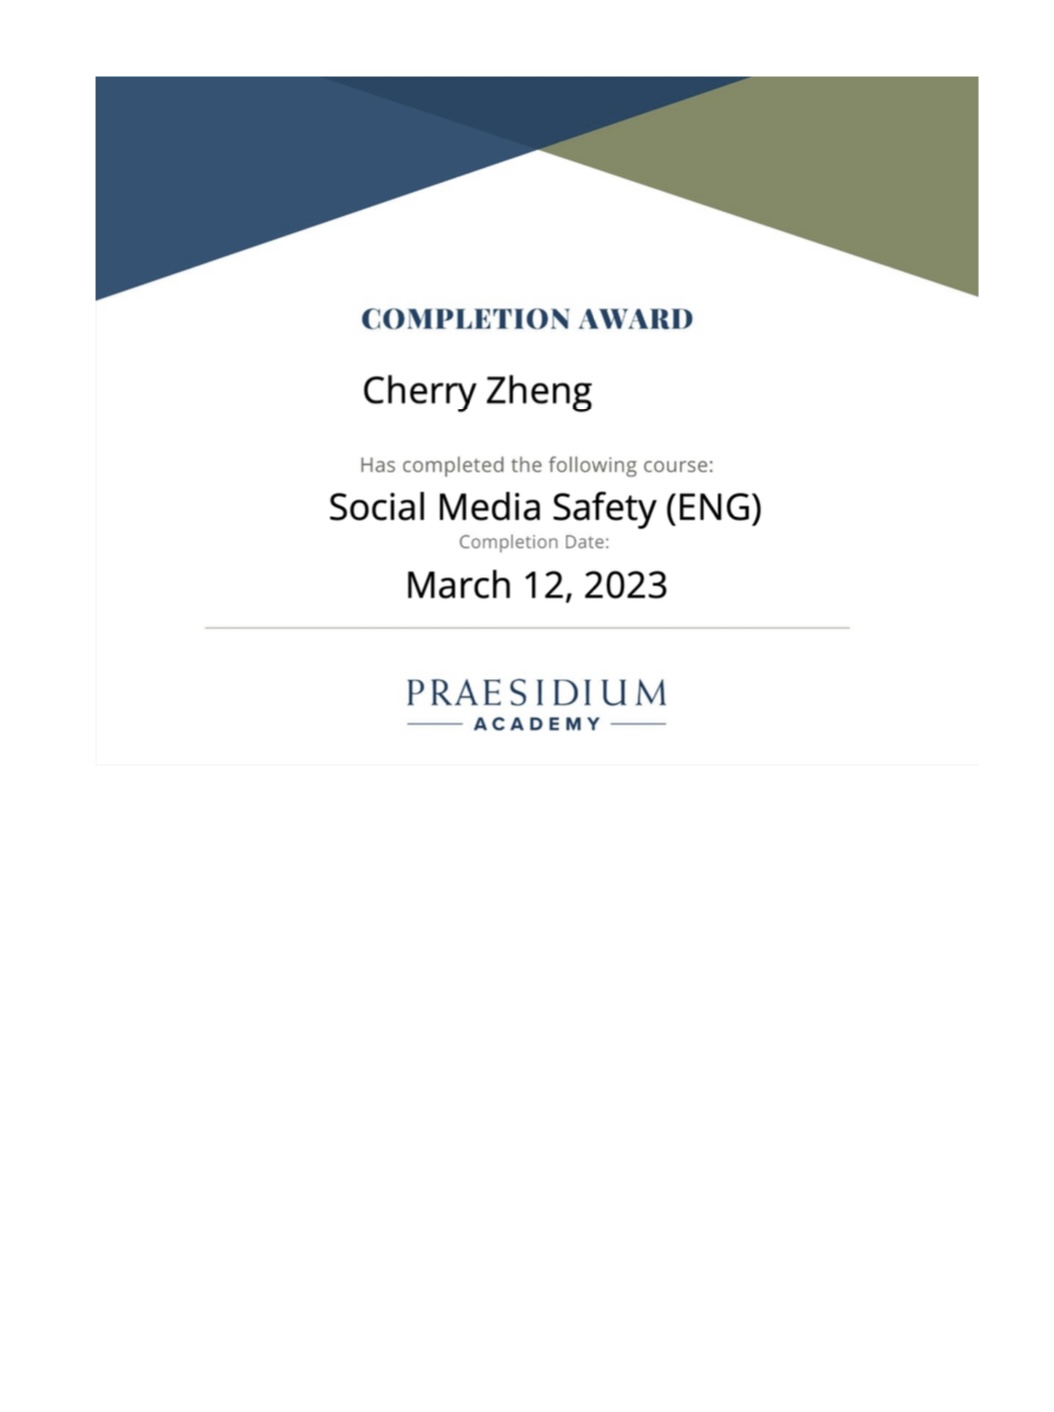 COMPLETION AWARD
Cherry Zheng
Has completed the following course:
Social Media Safety (ENG)
Completion Date:
March 12, 2023
PRAESIDIUM
ACADEMY